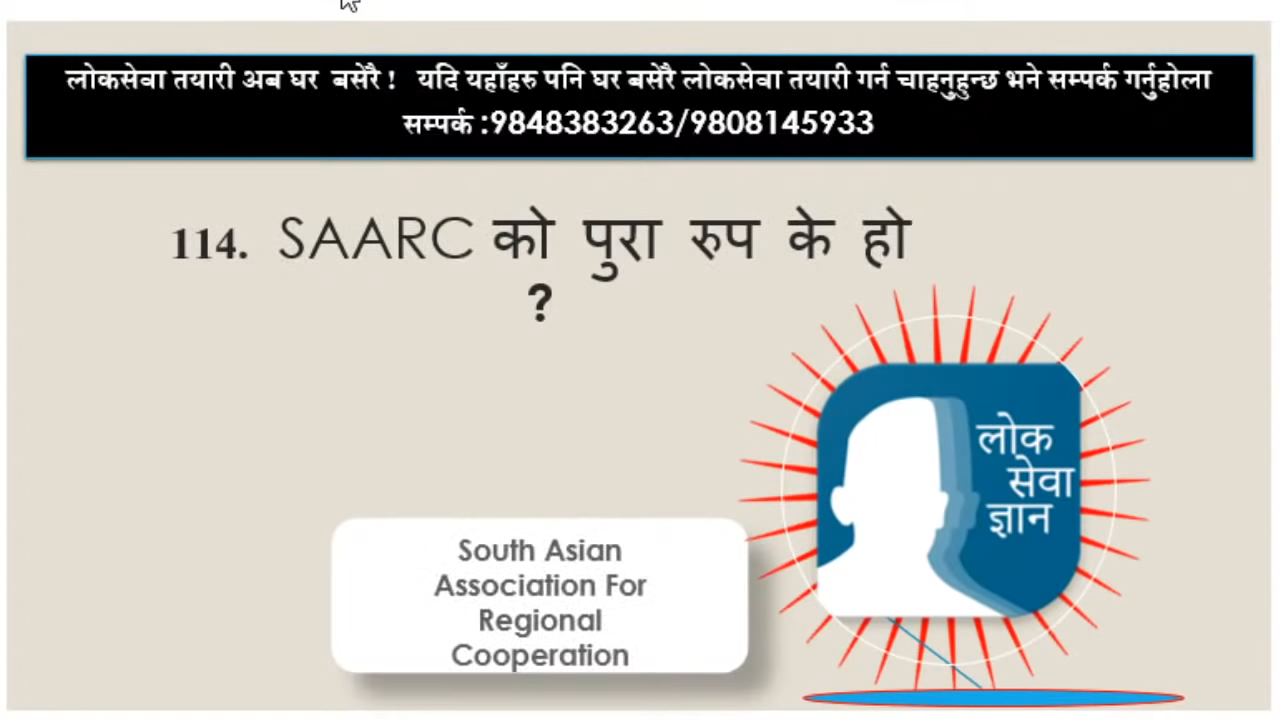 लोकसेवा तयारी अब घर बसेरै ! यदि यहाँहरु पनि घर बसेरै लोकसेवा तयारी गर्न चाहनुहुन्छ भने सम्पर्क गर्नुहोला
सम्पर्क :9848383263/9808145933
114. SAARC को पुरा रुप के हो
?
लोक
सेवा
ज्ञान
South Asian
Association For
Regional
Cooperation